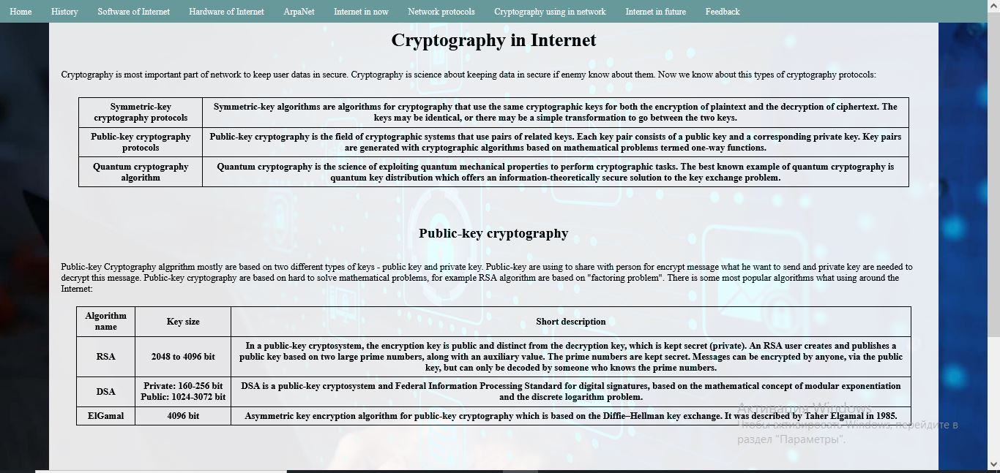 Home History Software of Internet Hardware of Internet ArpaNet Internet in now Network protocols Cryptography using in network Internet in future Feedback
Cryptography in Internet
Cryptography is most important part of network to keep user datas in secure. Cryptography is science about keeping data in secure if enemy know about them. Now we know about this types of cryptography protocols:
Symmetric-key
cryptography protocols
Symmetric-key algorithms are algorithms for cryptography that use the same cryptographic keys for both the encryption of plaintext and the decryption of ciphertext. The
keys may be identical, or there may be a simple transformation to go between the two keys.
Public-key cryptography
protocols
Public-key cryptography is the field of cryptographic systems that use pairs of related keys. Each key pair consists of a public key and a corresponding private key. Key pairs
are generated with cryptographic algorithms based on mathematical problems termed one-way functions.
Quantum cryptography
algorithm
Quantum cryptography is the science of exploiting quantum mechanical properties to perform cryptographic tasks. The best known example of quantum cryptography is
quantum key distribution which offers an information-theoretically secure solution to the key exchange problem.
Public-key cryptography
Public-key Cryptography algprithm mostly are based on two different types of keys - public key and private key. Public-key are using to share with person for encrypt message what he want to send and private key are needed to
decrypt this message. Public-key cryptography are based on hard to solve mathematical problems, for example RSA algorithm are based on "factoring problem". There is some most popular algorithms what using around the
Internet:
Algorithm
name
Key size
Short description
RSA
2048 to 4096 bit
In a public-key cryptosystem, the encryption key is public and distinct from the decryption key, which is kept secret (private). An RSA user creates and publishes a
public key based on two large prime numbers, along with an auxiliary value. The prime numbers are kept secret. Messages can be encrypted by anyone, via the public
key, but can only be decoded by someone who knows the prime numbers.
DSA
Private: 160-256 bit
Public: 1024-3072 bit
DSA is a public-key cryptosystem and Federal Information Processing Standard for digital signatures, based on the mathematical concept of modular exponentiation
and the discrete logarithm problem.
ElGamal
4096 bit
Asymmetric key encryption algorithm for public-key cryptography which is based on the Diffie–Hellman key exchange. It was described by Taher Elgamal in 1985.
Активация Windows
Чтобы активировать Windows, перейдите в
раздел "Параметры".